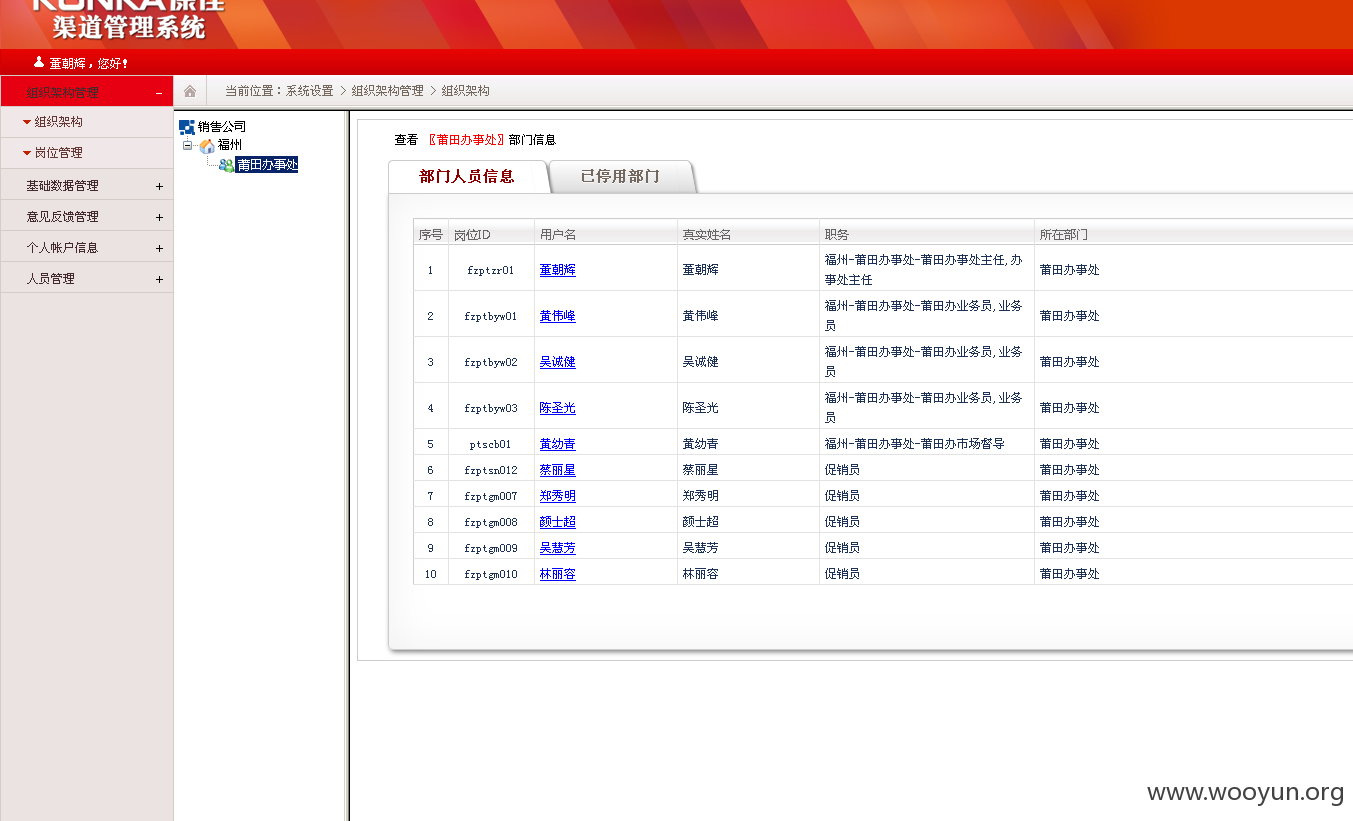 KONKA康佳
渠道管理系统
董朝辉，您好！
组织架构管理 －
组织架构
岗位管理
基础数据管理 +
意见反馈管理 +
个人帐户信息 +
人员管理 +
当前位置：系统设置 > 组织架构管理 > 组织架构
销售公司
福州
莆田办事处
查看 〖莆田办事处〗部门信息
部门人员信息 已停用部门
序号 岗位ID 用户名 真实姓名 职务 所在部门
1 fzptzr01 董朝辉 董朝辉 福州-莆田办事处-莆田办事处主任,办
事处主任 莆田办事处
2 fzptbyw01 黄伟峰 黄伟峰 福州-莆田办事处-莆田办业务员,业务
员 莆田办事处
3 fzptbyw02 吴诚健 吴诚健 福州-莆田办事处-莆田办业务员,业务
员 莆田办事处
4 fzptbyw03 陈圣光 陈圣光 福州-莆田办事处-莆田办业务员,业务
员 莆田办事处
5 ptscb01 黄幼青 黄幼青 福州-莆田办事处-莆田办市场督导 莆田办事处
6 fzptsn012 蔡丽星 蔡丽星 促销员 莆田办事处
7 fzptgm007 郑秀明 郑秀明 促销员 莆田办事处
8 fzptgm008 颜士超 颜士超 促销员 莆田办事处
9 fzptgm009 吴慧芳 吴慧芳 促销员 莆田办事处
10 fzptgm010 林丽容 林丽容 促销员 莆田办事处
www.wooyun.org